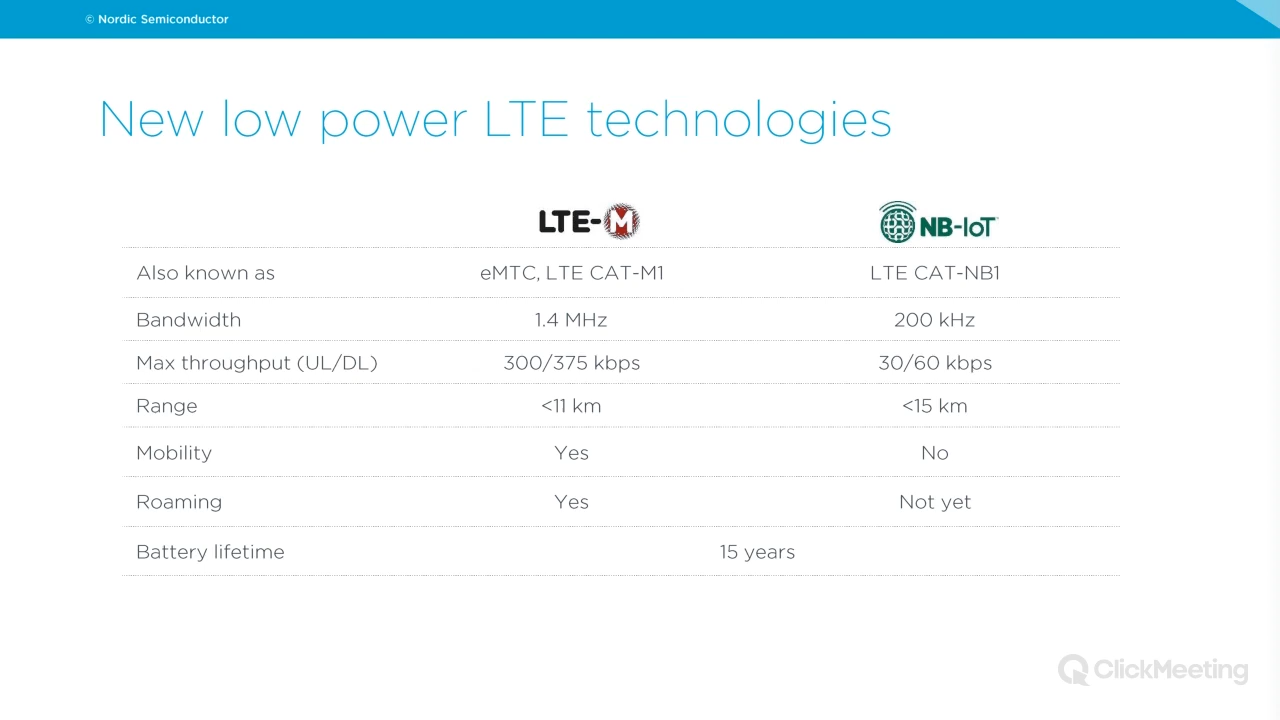 © Nordic Semiconductor
New low power LTE technologies
LTE-M NB-IoT
Also known as eMTC, LTE CAT-M1 LTE CAT-NB1
Bandwidth 1.4 MHz 200 kHz
Max throughput (UL/DL) 300/375 kbps 30/60 kbps
Range <11 km <15 km
Mobility Yes No
Roaming Yes Not yet
Battery lifetime 15 years
ClickMeeting